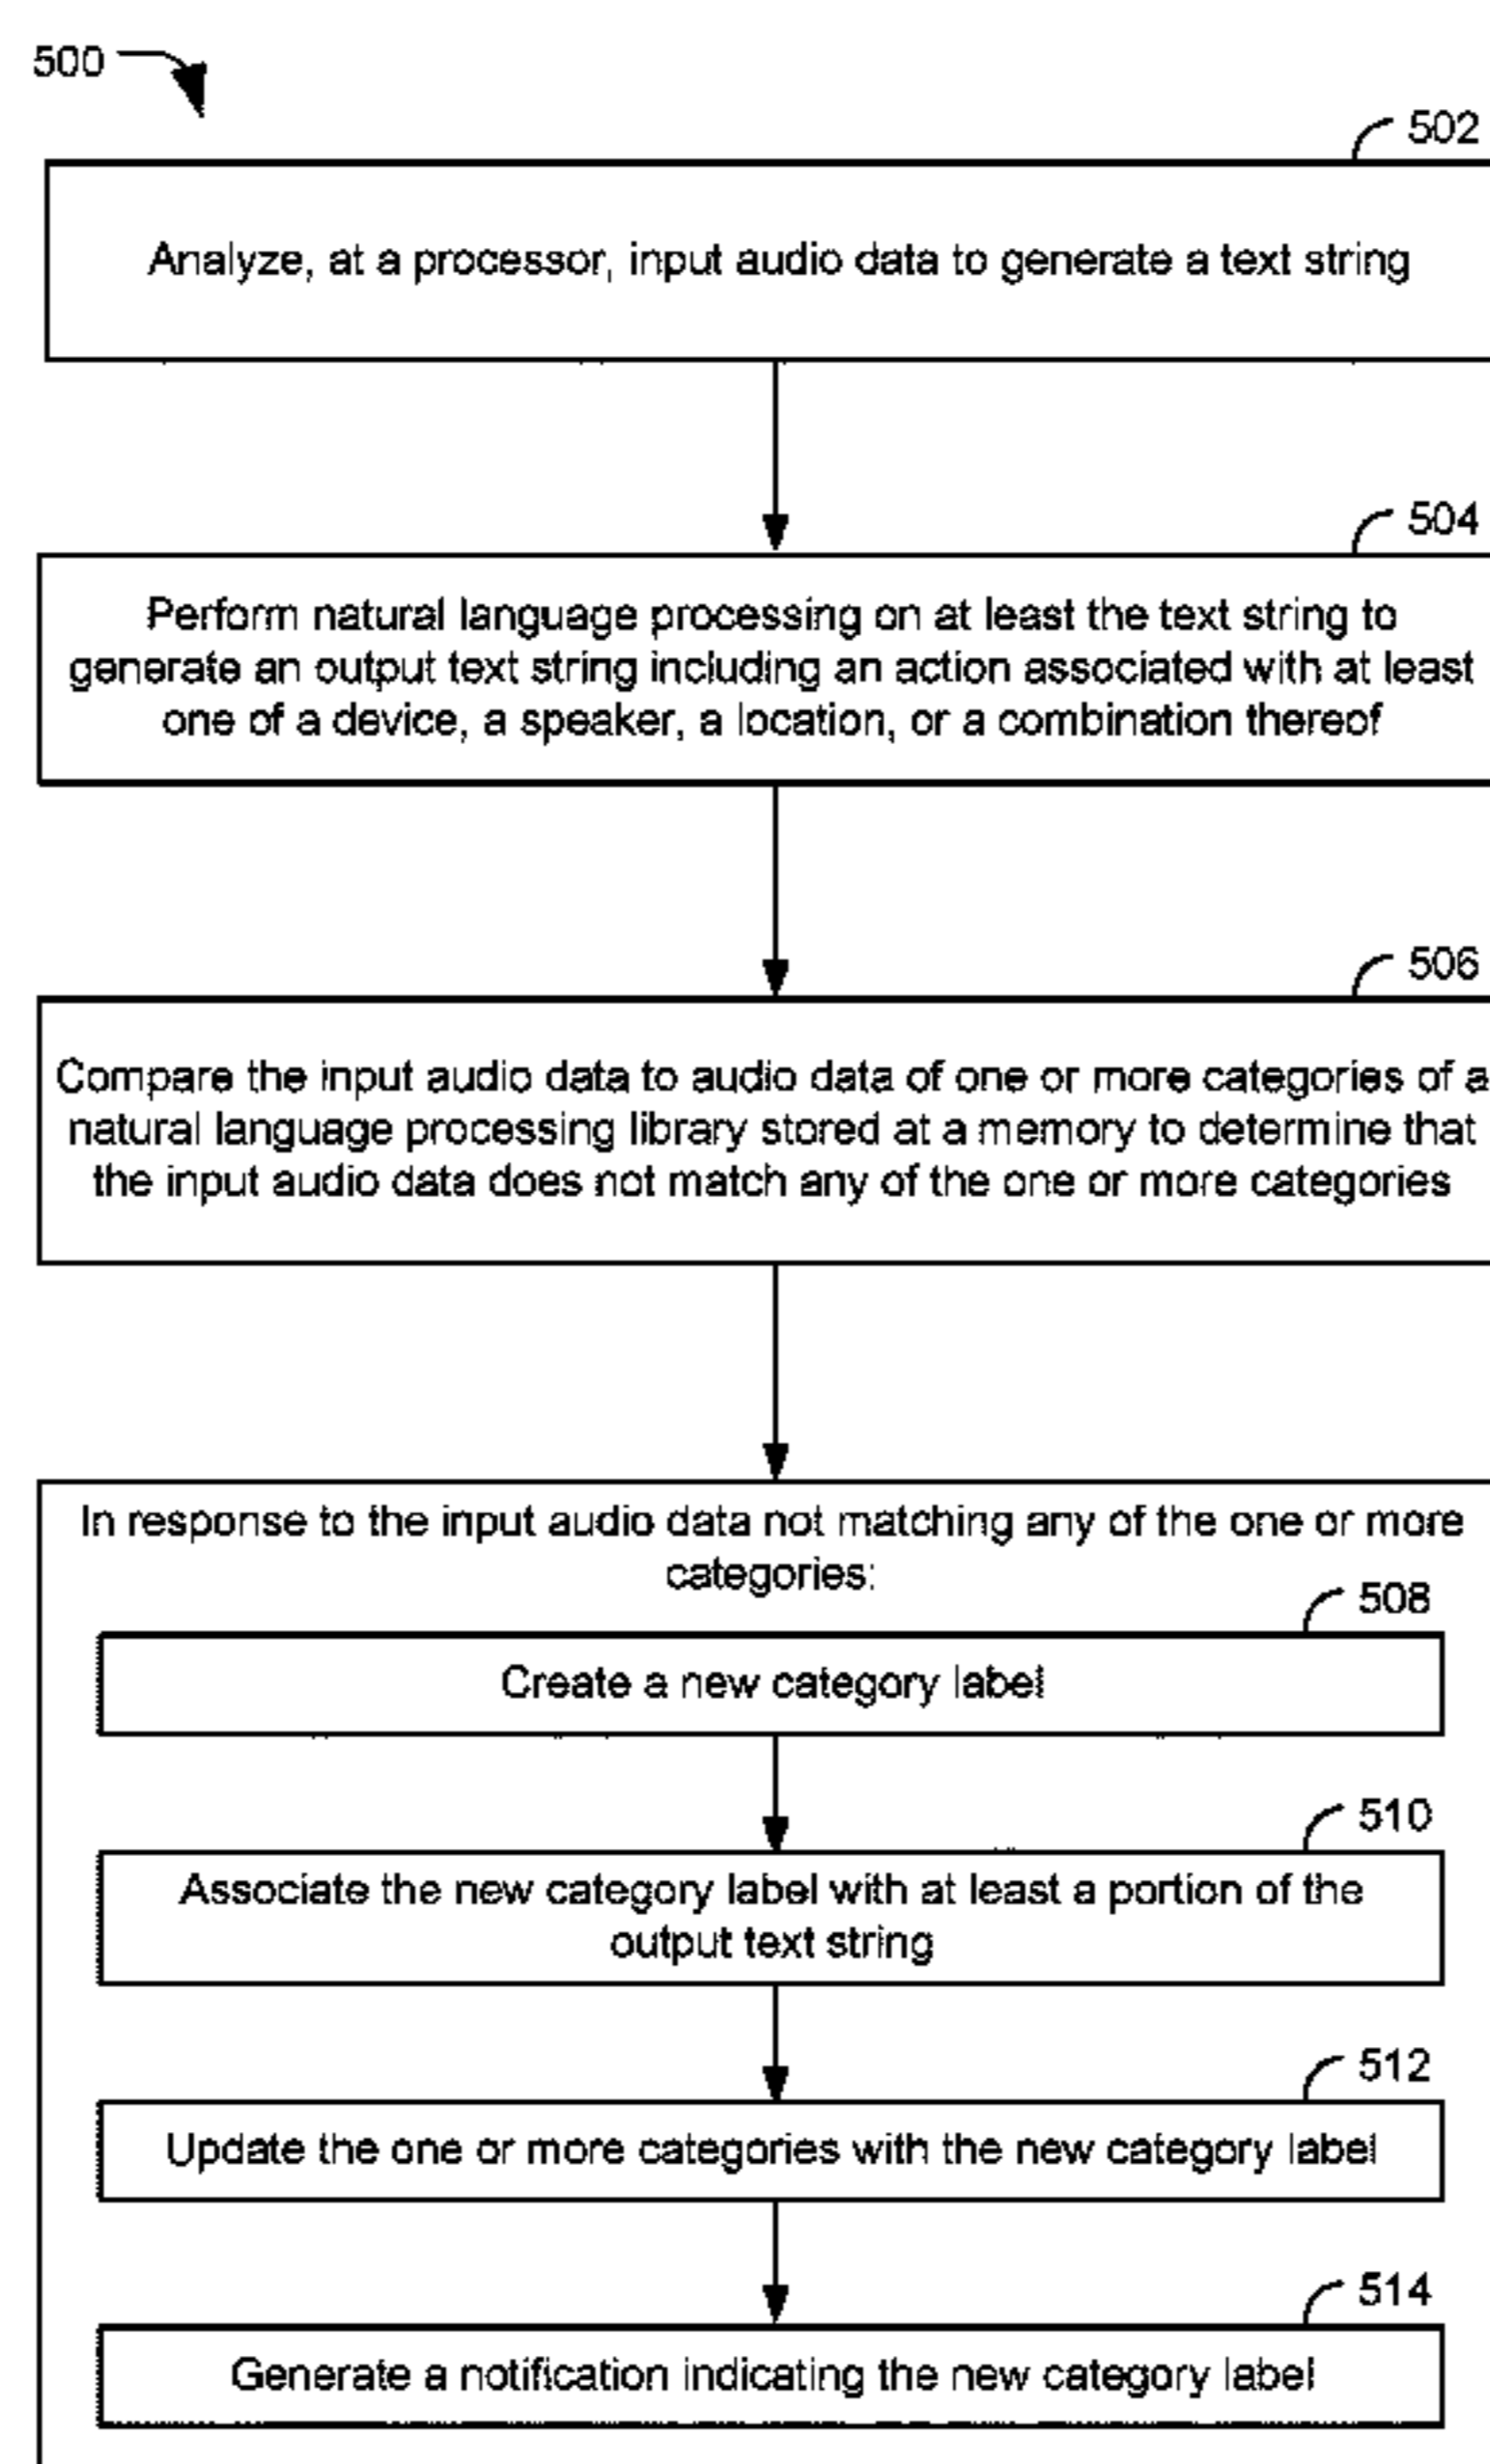 500
502
Analyze, at a processor, input audio data to generate a text string
504
Perform natural language processing on at least the text string to
generate an output text string including an action associated with at least
one of a device, a speaker, a location, or a combination thereof
506
Compare the input audio data to audio data of one or more categories of a
natural language processing library stored at a memory to determine that
the input audio data does not match any of the one or more categories
In response to the input audio data not matching any of the one or more
categories:
508
Create a new category label
510
Associate the new category label with at least a portion of the
output text string
512
Update the one or more categories with the new category label
514
Generate a notification indicating the new category label